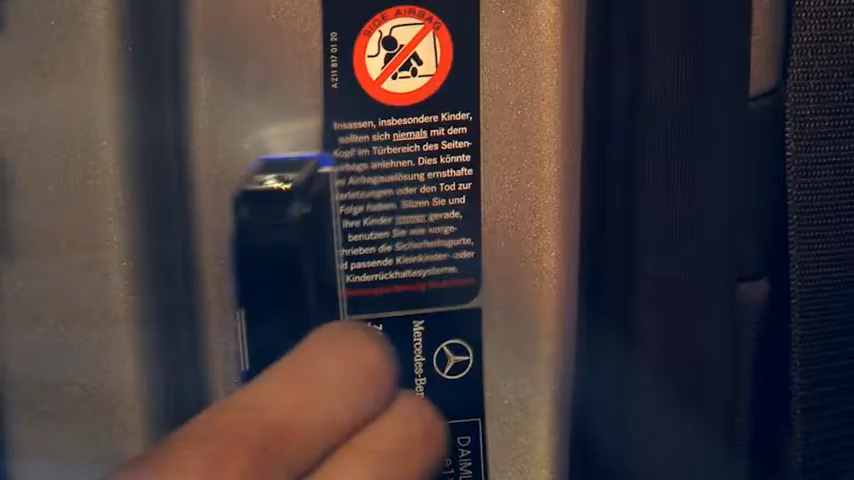 SIDE AIRBAG
A211 817 01 20
Insassen, insbesondere Kinder,
sollten sich niemals mit dem
Kopf im Türbereich des Seiten-
airbags anlehnen. Dies könnte
bei Airbagauslösung ernsthafte
Verletzungen oder den Tod zur
Folge haben. Sitzen Sie und
Ihre Kinder immer gerade,
benutzen Sie wie vorge-
schrieben die Sicherheitsgurte,
und passende Kleinkinder- oder
Kinderrückhaltesysteme.
Mercedes-Ben
DAIML